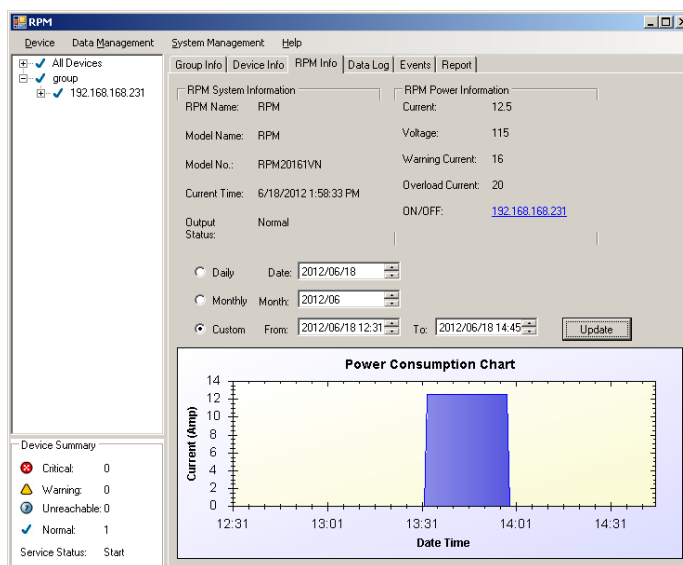 RPM
Device Data Management System Management Help
All Devices
group
192.168.168.231
Group Info Device Info RPM Info Data Log Events Report
RPM System Information
RPM Name: RPM
Model Name: RPM
Model No.: RPM20161VN
Current Time: 6/18/2012 1:58:33 PM
Output Status: Normal
RPM Power Information
Current: 12.5
Voltage: 115
Warning Current: 16
Overload Current: 20
ON/OFF: 192.168.168.231
Daily Date: 2012/06/18
Monthly Month: 2012/06
Custom From: 2012/06/18 12:31 To: 2012/06/18 14:45 Update
Power Consumption Chart
Current (Amp)
14
12
10
8
6
4
2
0
12:31 13:01 13:31 14:01 14:31
Date Time
Device Summary
Critical: 0
Warning: 0
Unreachable: 0
Normal: 1
Service Status: Start